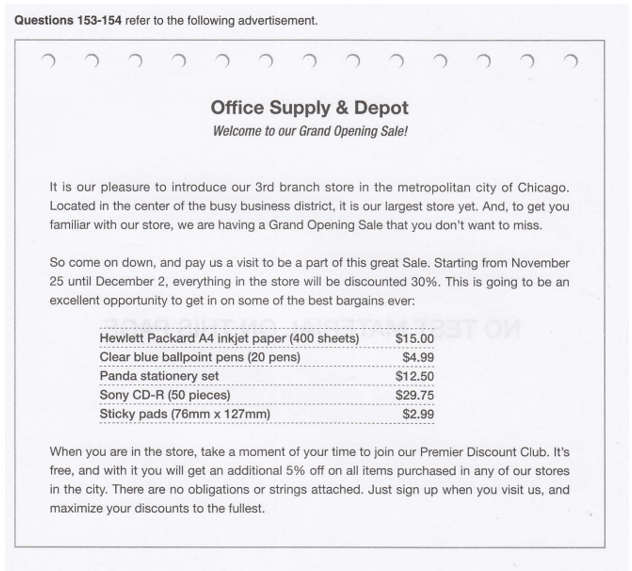 Questions 153-154 refer to the following advertisement.
Office Supply & Depot
Welcome to our Grand Opening Sale!
It is our pleasure to introduce our 3rd branch store in the metropolitan city of Chicago.
Located in the center of the busy business district, it is our largest store yet. And, to get you
familiar with our store, we are having a Grand Opening Sale that you don't want to miss.
So come on down, and pay us a visit to be a part of this great Sale. Starting from November
25 until December 2, everything in the store will be discounted 30%. This is going to be an
excellent opportunity to get in on some of the best bargains ever:
Hewlett Packard A4 inkjet paper (400 sheets) $15.00
Clear blue ballpoint pens (20 pens) $4.99
Panda stationery set $12.50
Sony CD-R (50 pieces) $29.75
Sticky pads (76mm x 127mm) $2.99
When you are in the store, take a moment of your time to join our Premier Discount Club. It's
free, and with it you will get an additional 5% off on all items purchased in any of our stores
in the city. There are no obligations or strings attached. Just sign up when you visit us, and
maximize your discounts to the fullest.